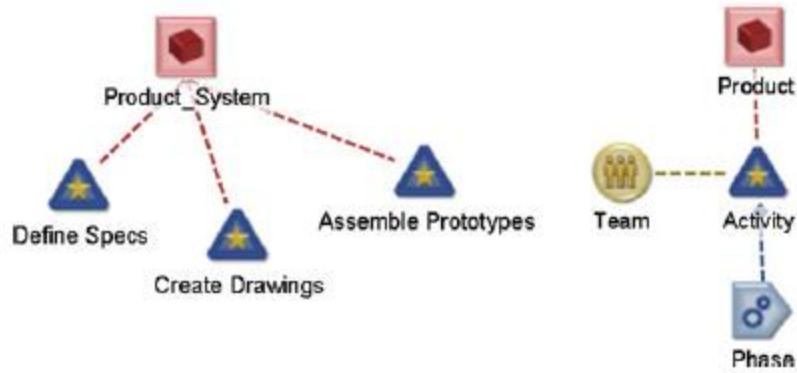 Product_System
Define Specs
Create Drawings
Assemble Prototypes
Product
Team
Activity
Phase